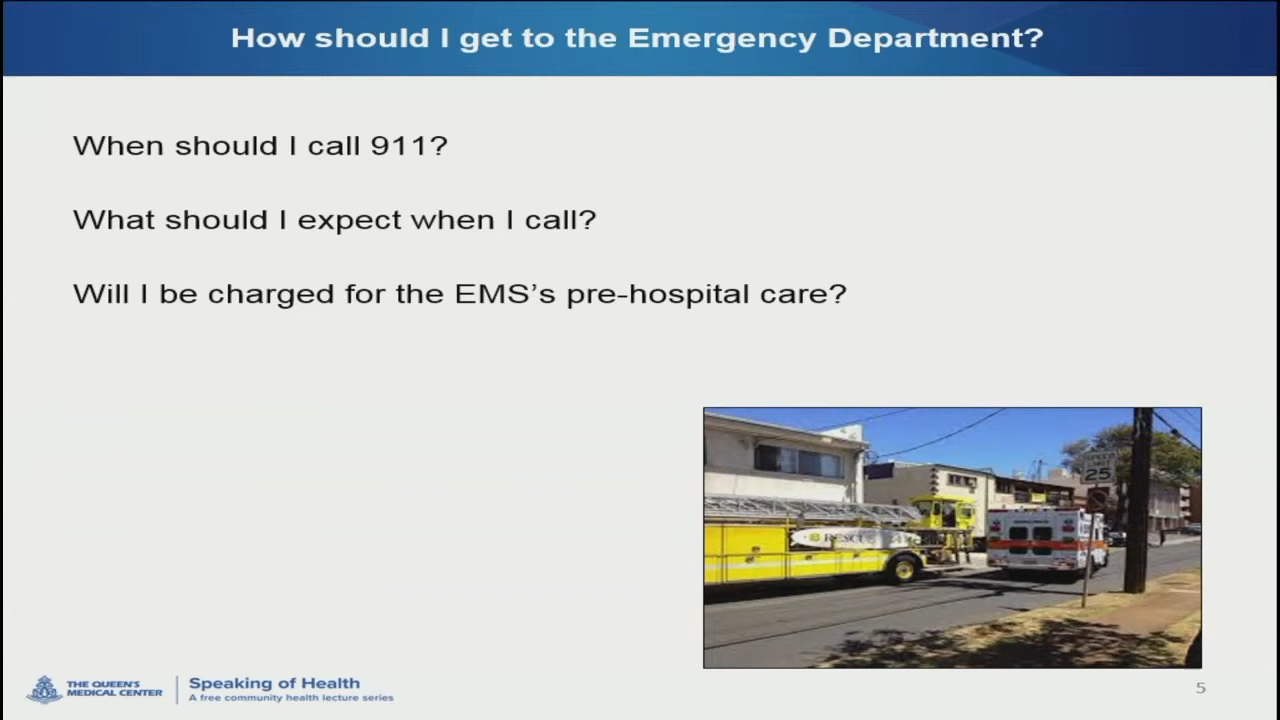 How should I get to the Emergency Department?
When should I call 911?
What should I expect when I call?
Will I be charged for the EMS’s pre-hospital care?
SPEED
25
RESCUE
THE QUEEN'S
MEDICAL CENTER
Speaking of Health
A free community health lecture series
5